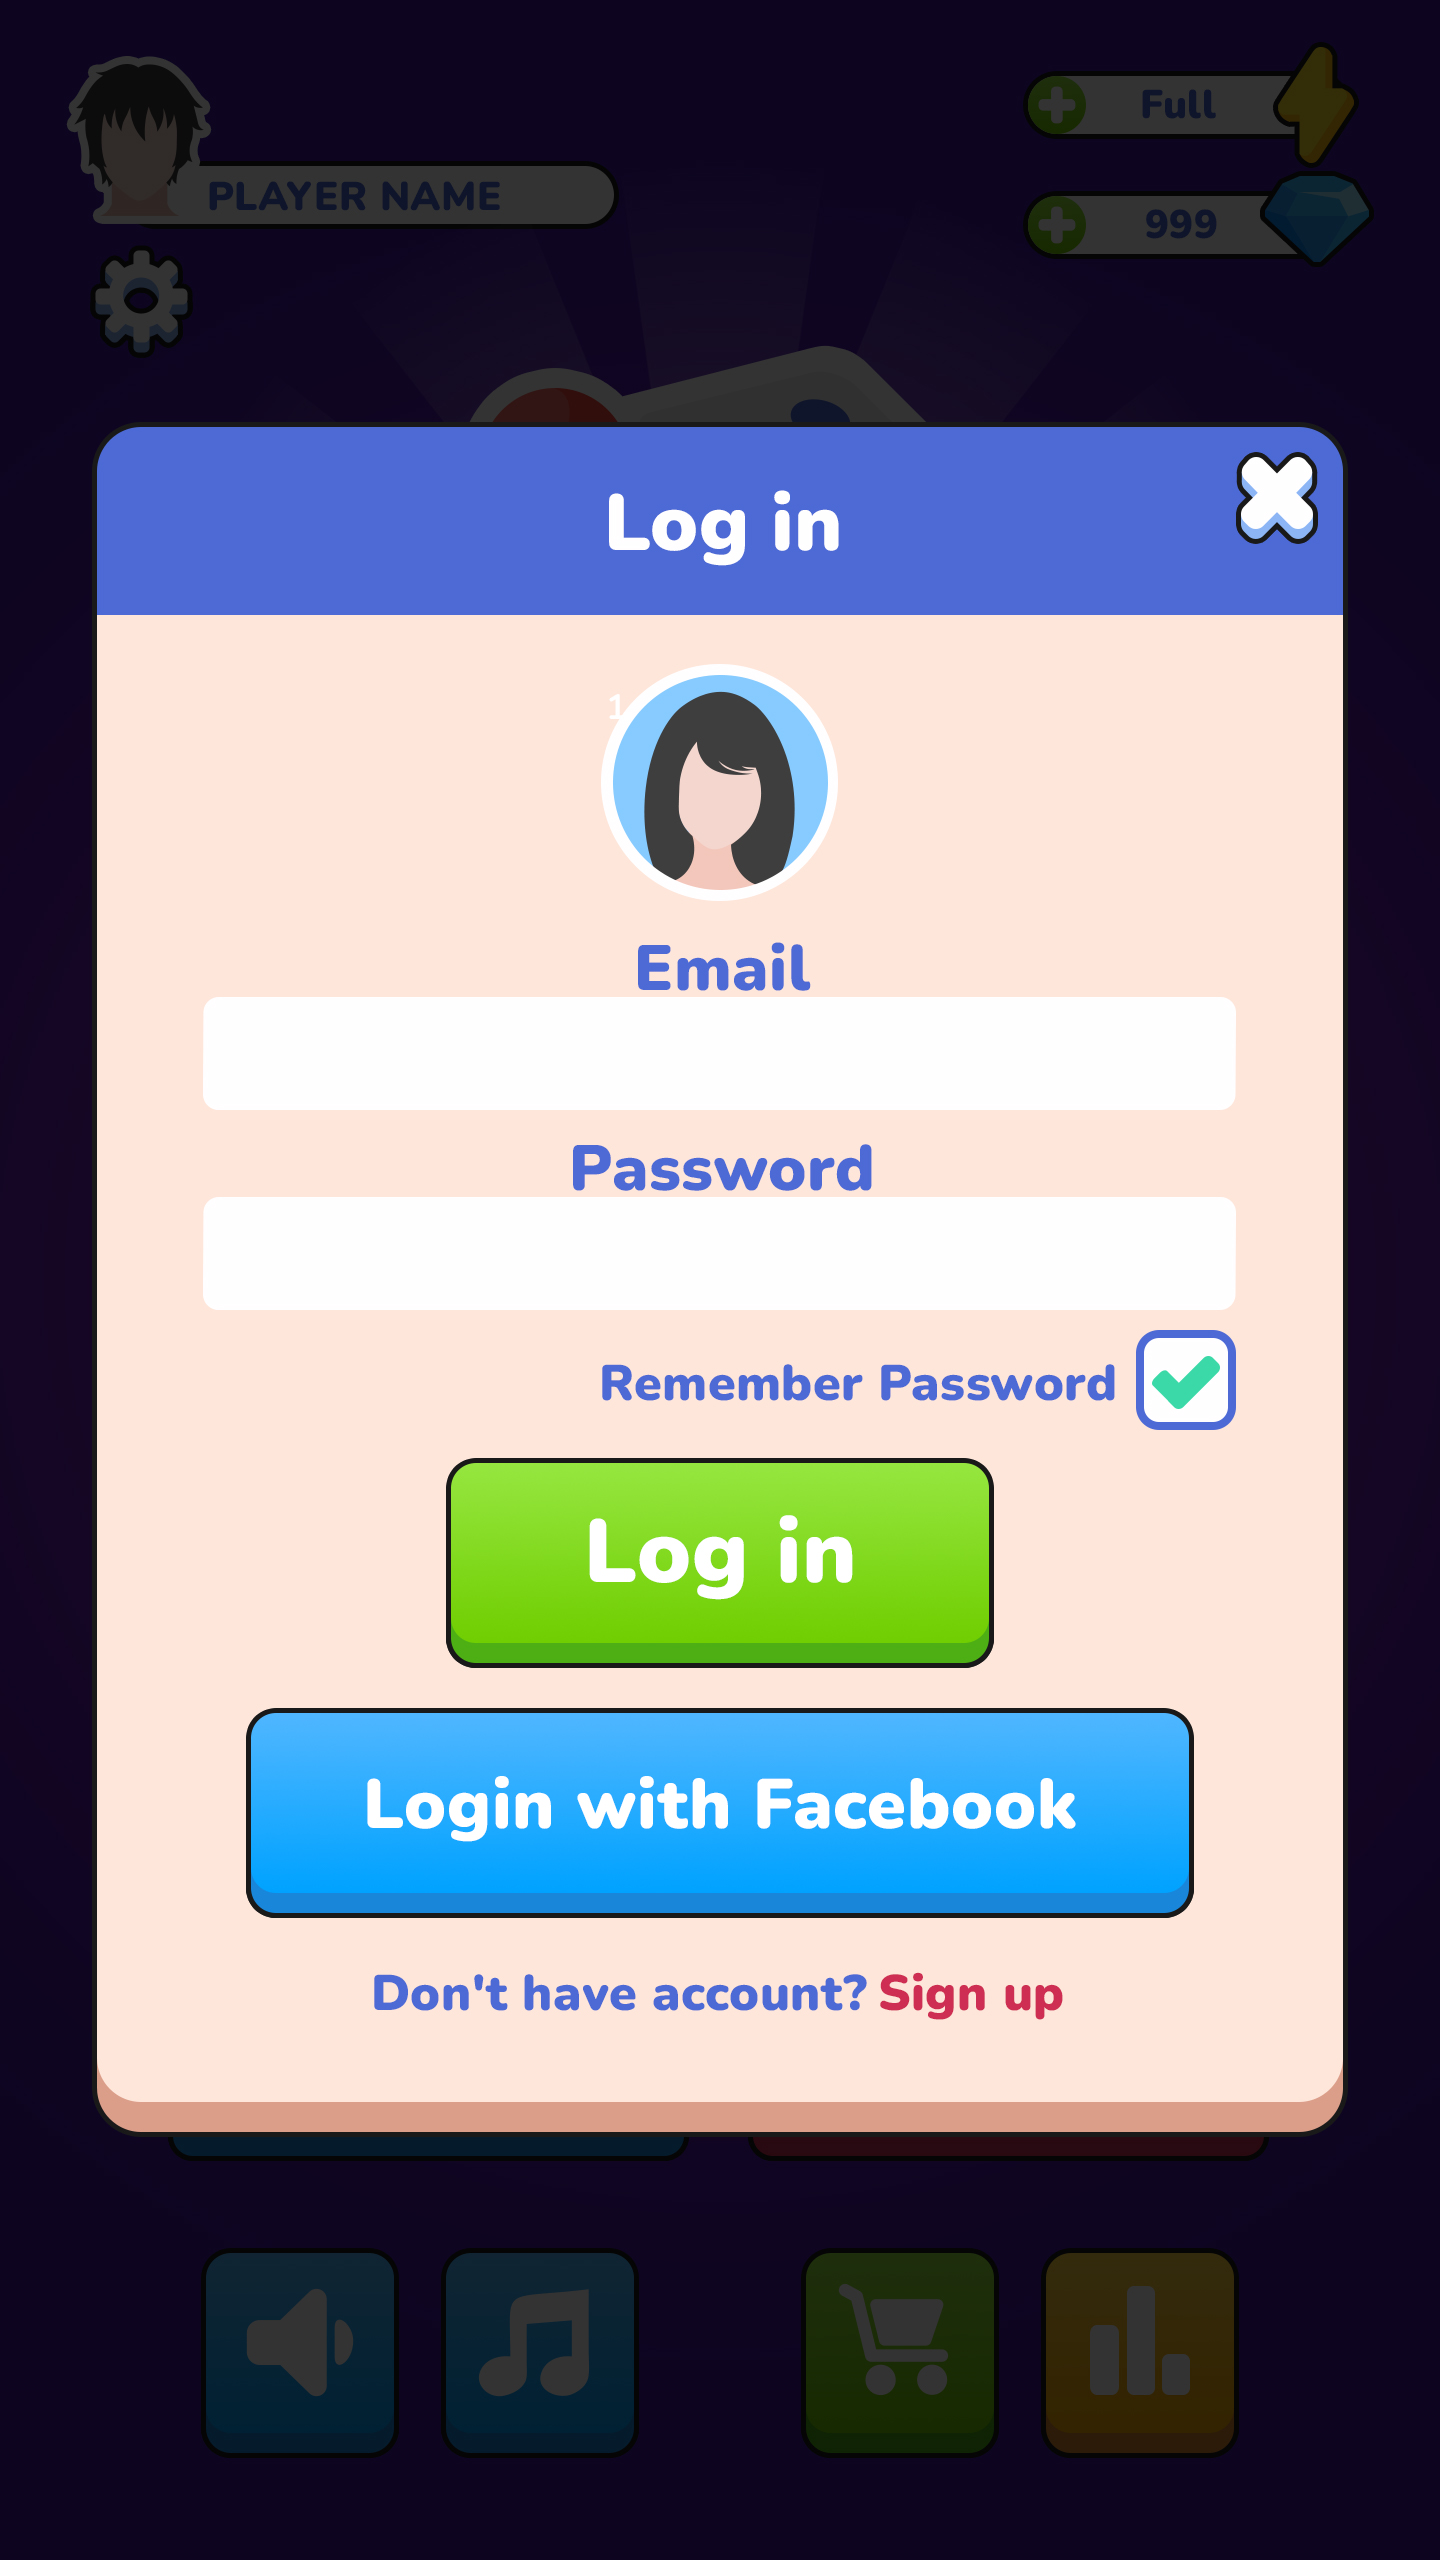 Full
PLAYER NAME
999
Log in
1
Email
Password
Remember Password
Log in
Login with Facebook
Don't have account? Sign up